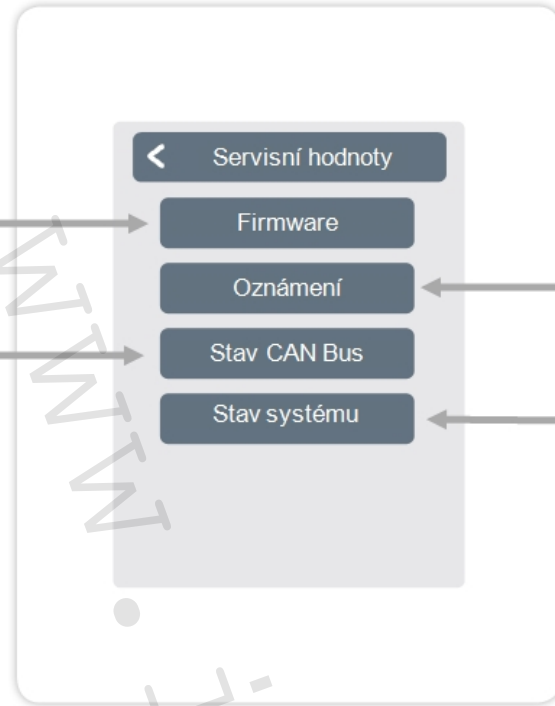 Servisní hodnoty
Firmware
Oznámení
Stav CAN Bus
Stav systému